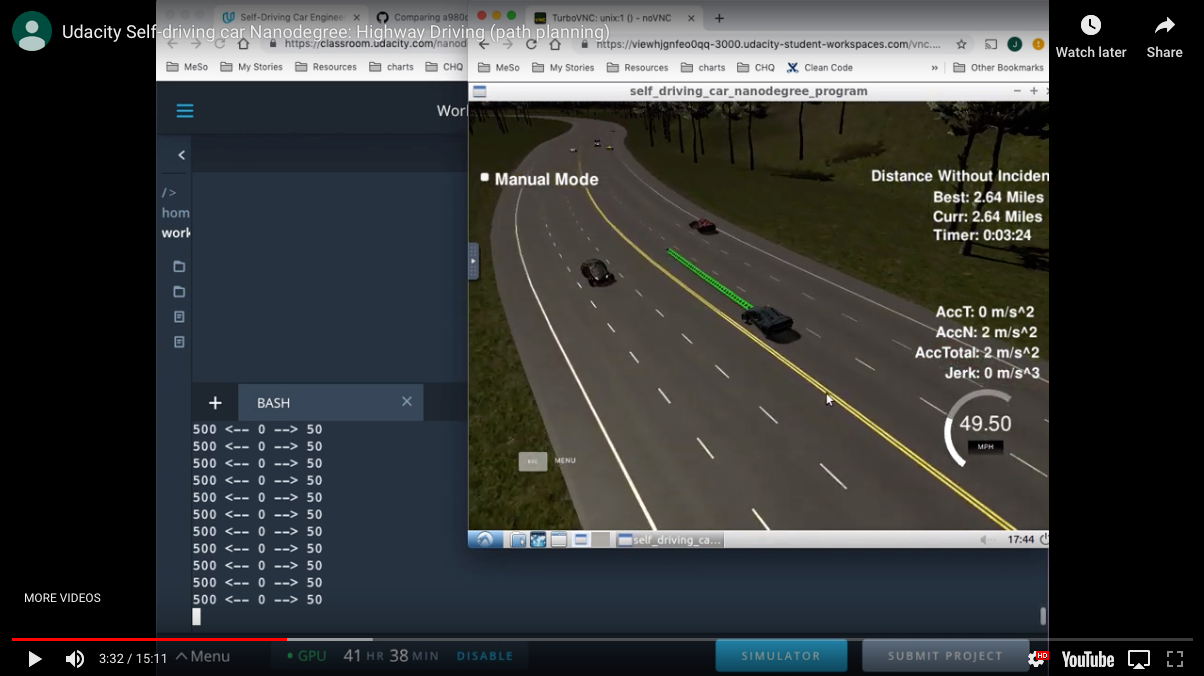 Udacity Self-driving car Nanodegree: Highway Driving (path planning)
Watch later
Share
Self-Driving Car Enginee
Comparing a980c
TurboVNC: unix:1 () - noVNC
https://classroom.udacity.com/nanod
https://viewhjgnfeo0qq-3000.udacity-student-workspaces.com/vnc....
J
MeSo
My Stories
Resources
charts
CHQ
MeSo
My Stories
Resources
charts
CHQ
Clean Code
»
Other Bookmarks
self_driving_car_nanodegree_program
Wor
/>
hom
work
Manual Mode
Distance Without Inciden
Best: 2.64 Miles
Curr: 2.64 Miles
Timer: 0:03:24
AccT: 0 m/s^2
AccN: 2 m/s^2
AccTotal: 2 m/s^2
Jerk: 0 m/s^3
49.50
MPH
ESC
MENU
self_driving_ca...
17:44
BASH
500 <-- 0 --> 50
500 <-- 0 --> 50
500 <-- 0 --> 50
500 <-- 0 --> 50
500 <-- 0 --> 50
500 <-- 0 --> 50
500 <-- 0 --> 50
500 <-- 0 --> 50
500 <-- 0 --> 50
500 <-- 0 --> 50
500 <-- 0 --> 50
MORE VIDEOS
3:32 / 15:11
Menu
GPU
41 HR 38 MIN
DISABLE
SIMULATOR
SUBMIT PROJECT
HD
YouTube